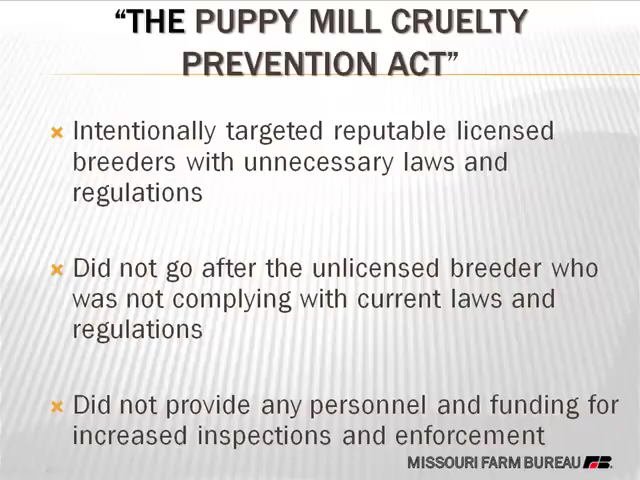 “THE PUPPY MILL CRUELTY
PREVENTION ACT”
Intentionally targeted reputable licensed
breeders with unnecessary laws and
regulations
Did not go after the unlicensed breeder who
was not complying with current laws and
regulations
Did not provide any personnel and funding for
increased inspections and enforcement
MISSOURI FARM BUREAU FB